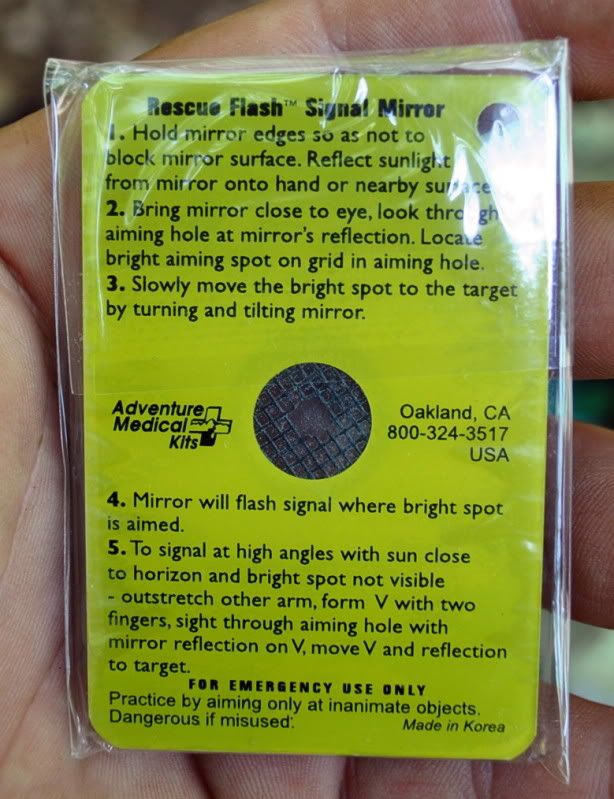 Rescue Flash™ Signal Mirror
1. Hold mirror edges so as not to
block mirror surface. Reflect sunlight
from mirror onto hand or nearby surface
2. Bring mirror close to eye, look through
aiming hole at mirror's reflection. Locate
bright aiming spot on grid in aiming hole.
3. Slowly move the bright spot to the target
by turning and tilting mirror.
Adventure
Medical
Kits
Oakland, CA
800-324-3517
USA
4. Mirror will flash signal where bright spot
is aimed.
5. To signal at high angles with sun close
to horizon and bright spot not visible
- outstretch other arm, form V with two
fingers, sight through aiming hole with
mirror reflection on V, move V and reflection
to target.
FOR EMERGENCY USE ONLY
Practice by aiming only at inanimate objects.
Dangerous if misused.
Made in Korea